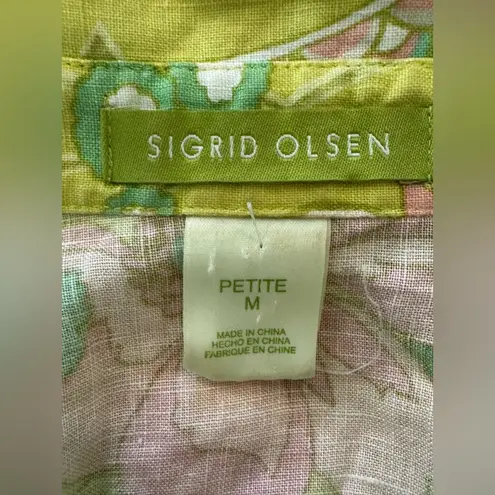 SIGRID OLSEN
PETITE
M
MADE IN CHINA
HECHO EN CHINA
FABRIQUE EN CHINE